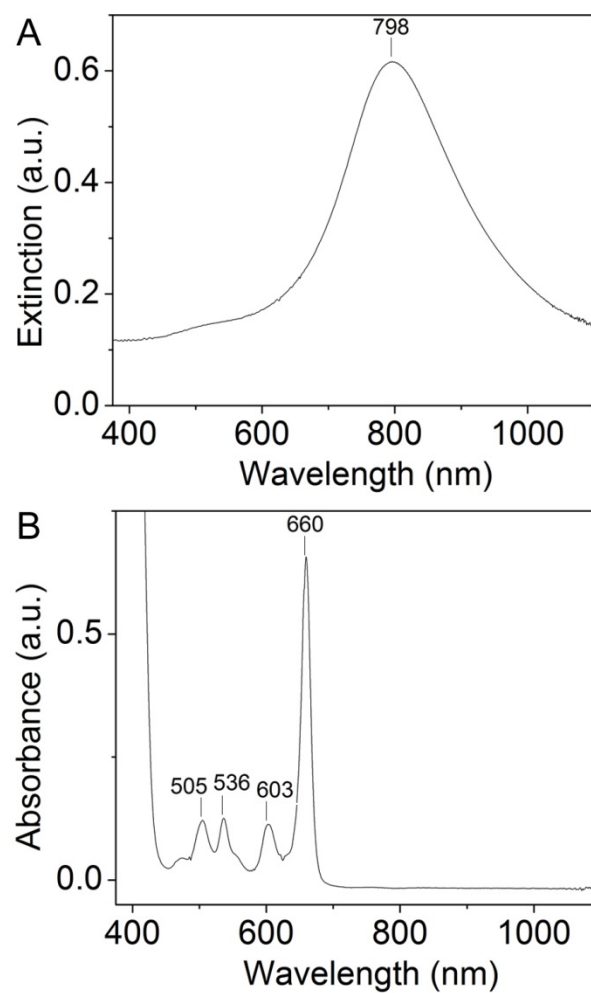 A
798
0.6
0.4
0.2
0.0
Extinction (a.u.)
400 600 800 1000
Wavelength (nm)
B
660
0.5
505 536 603
0.0
Absorbance (a.u.)
400 600 800 1000
Wavelength (nm)